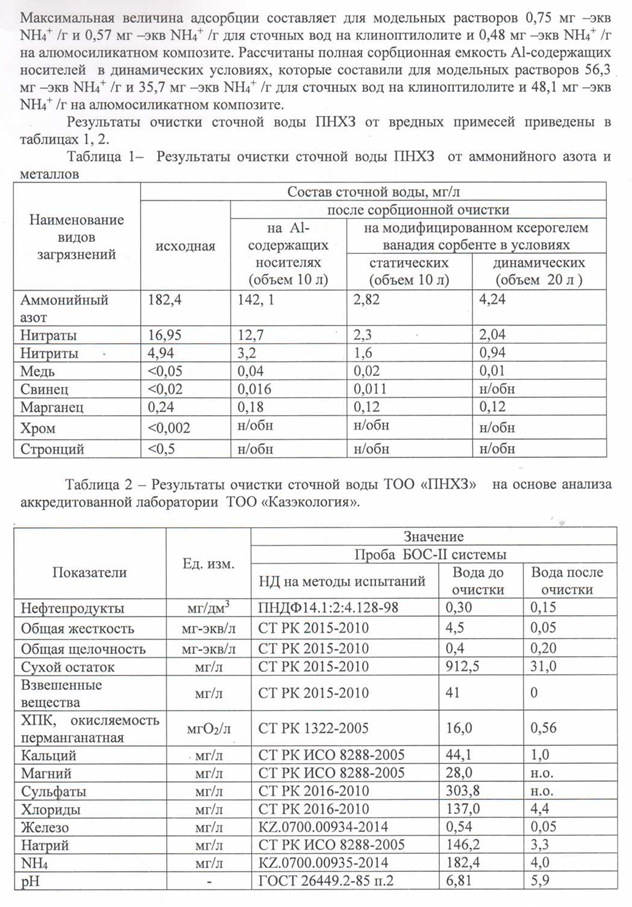 Максимальная величина адсорбции составляет для модельных растворов 0,75 мг –экв
NH4+ /г и 0,57 мг –экв NH4+ /г для сточных вод на клиноптилолите и 0,48 мг –экв NH4+ /г
на алюмосиликатном композите. Рассчитаны полная сорбционная емкость Al-содержащих
носителей в динамических условиях, которые составили для модельных растворов 56,3
мг –экв NH4+ /г и 35,7 мг –экв NH4+ /г для сточных вод на клиноптилолите и 48,1 мг –экв
NH4+ /г на алюмосиликатном композите.
Результаты очистки сточной воды ПНХЗ от вредных примесей приведены в
таблицах 1, 2.
Таблица 1– Результаты очистки сточной воды ПНХЗ от аммонийного азота и
металлов
Наименование видов загрязнений
Состав сточной воды, мг/л
исходная
после сорбционной очистки
на Al-содержащих носителях (объем 10 л)
на модифицированном ксерогелем ванадия сорбенте в условиях
статических (объем 10 л)
динамических (объем 20 л )
Аммонийный азот 182,4 142, 1 2,82 4,24
Нитраты 16,95 12,7 2,3 2,04
Нитриты 4,94 3,2 1,6 0,94
Медь <0,05 0,04 0,02 0,01
Свинец <0,02 0,016 0,011 н/обн
Марганец 0,24 0,18 0,12 0,12
Хром <0,002 н/обн н/обн н/обн
Стронций <0,5 н/обн н/обн н/обн
Таблица 2 – Результаты очистки сточной воды ТОО «ПНХЗ» на основе анализа
аккредитованной лаборатории ТОО «Казэкология».
Показатели
Ед. изм.
Значение
Проба БОС-II системы
НД на методы испытаний
Вода до очистки
Вода после очистки
Нефтепродукты мг/дм3 ПНДФ14.1:2:4.128-98 0,30 0,15
Общая жесткость мг-экв/л СТ РК 2015-2010 4,5 0,05
Общая щелочность мг-экв/л СТ РК 2015-2010 0,4 0,20
Сухой остаток мг/л СТ РК 2015-2010 912,5 31,0
Взвешенные вещества мг/л СТ РК 2015-2010 41 0
ХПК, окисляемость перманганатная мгО2/л СТ РК 1322-2005 16,0 0,56
Кальций мг/л СТ РК ИСО 8288-2005 44,1 1,0
Магний мг/л СТ РК ИСО 8288-2005 28,0 н.о.
Сульфаты мг/л СТ РК 2016-2010 303,8 н.о.
Хлориды мг/л СТ РК 2016-2010 137,0 4,4
Железо мг/л KZ.0700.00934-2014 0,54 0,05
Натрий мг/л СТ РК ИСО 8288-2005 146,2 3,3
NH4 мг/л KZ.0700.00935-2014 182,4 4,0
pH - ГОСТ 26449.2-85 п.2 6,81 5,9